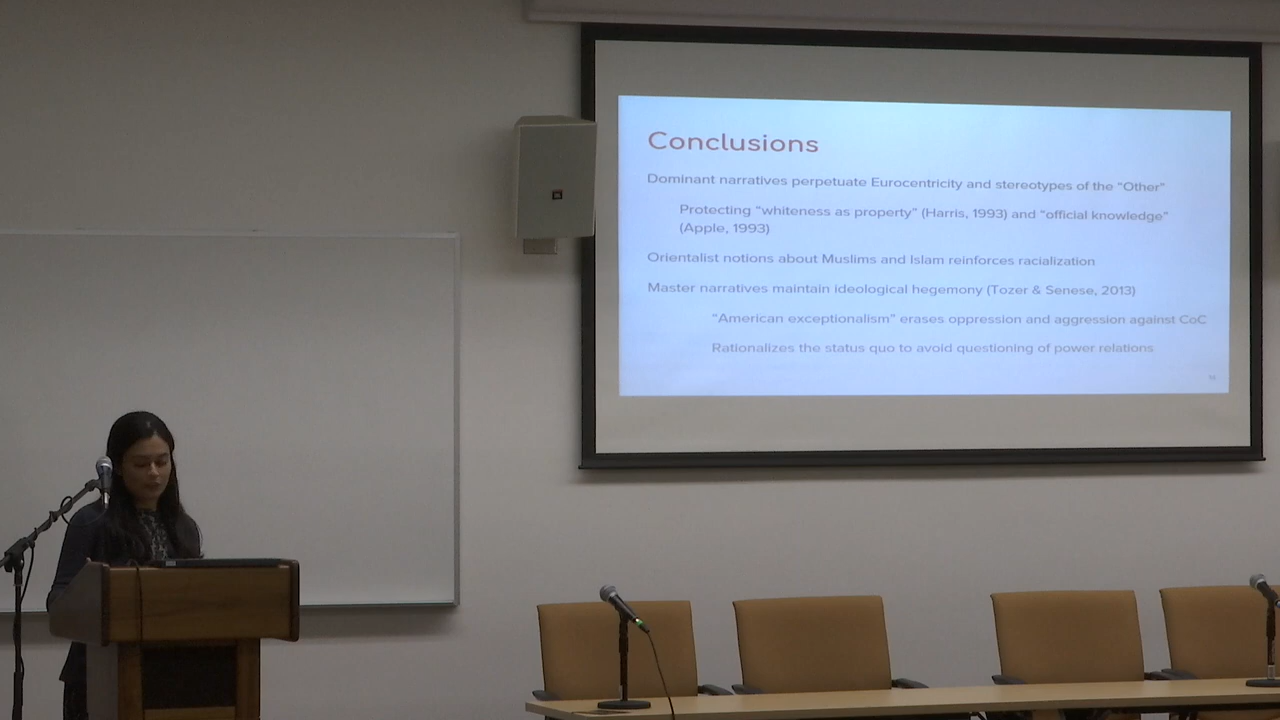 Conclusions
Dominant narratives perpetuate Eurocentricity and stereotypes of the "Other"
Protecting "whiteness as property" (Harris, 1993) and "official knowledge"
(Apple, 1993)
Orientalist notions about Muslims and Islam reinforces racialization
Master narratives maintain ideological hegemony (Tozer & Senese, 2013)
"American exceptionalism" erases oppression and aggression against CoC
Rationalizes the status quo to avoid questioning of power relations